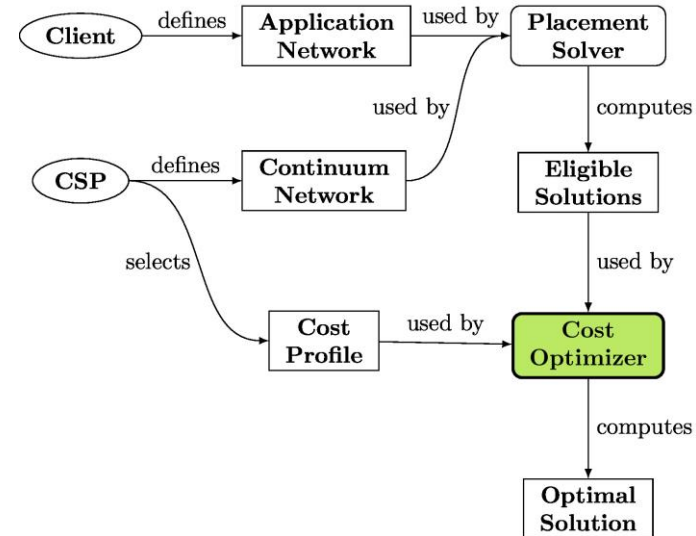 Client
defines
Application
Network
used by
Placement
Solver
used by
computes
CSP
defines
Continuum
Network
Eligible
Solutions
selects
used by
Cost
Profile
used by
Cost
Optimizer
computes
Optimal
Solution